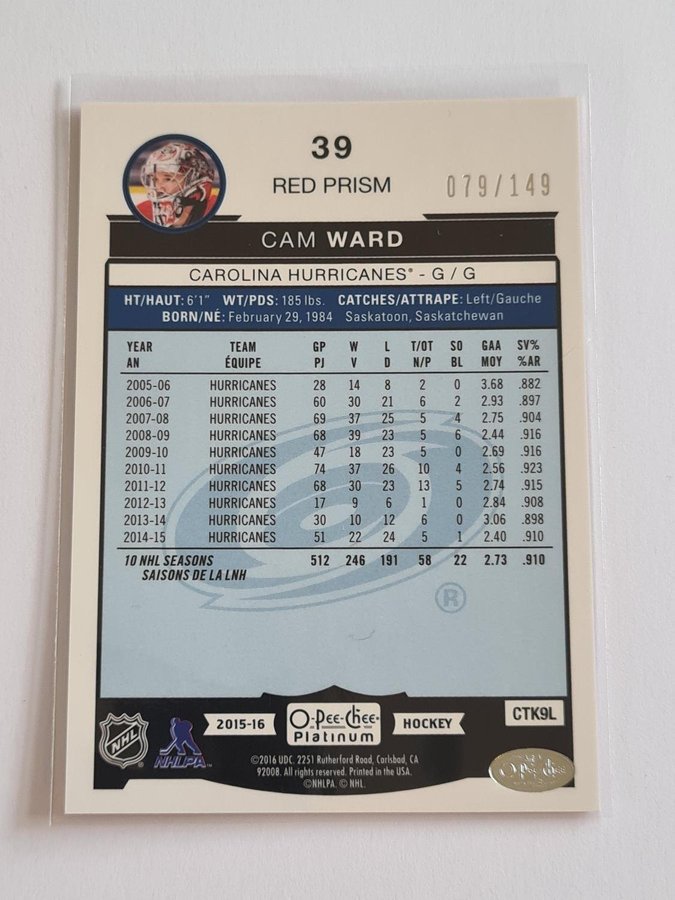 39
RED PRISM
079/149
CAM WARD
CAROLINA HURRICANES® - G / G
HT/HAUT: 6'1" WT/PDS: 185 lbs. CATCHES/ATTRAPE: Left/Gauche
BORN/NÉ: February 29, 1984 Saskatoon, Saskatchewan
YEAR TEAM GP W L T/OT SO GAA SV%
AN ÉQUIPE PJ V D N/P BL MOY %AR
2005-06 HURRICANES 28 14 8 2 0 3.68 .882
2006-07 HURRICANES 60 30 21 6 2 2.93 .897
2007-08 HURRICANES 69 37 25 5 4 2.75 .904
2008-09 HURRICANES 68 39 23 5 6 2.44 .916
2009-10 HURRICANES 47 18 23 5 0 2.69 .916
2010-11 HURRICANES 74 37 26 10 4 2.56 .923
2011-12 HURRICANES 68 30 23 13 5 2.74 .915
2012-13 HURRICANES 17 9 6 1 0 2.84 .908
2013-14 HURRICANES 30 10 12 6 0 3.06 .898
2014-15 HURRICANES 51 22 24 5 1 2.40 .910
10 NHL SEASONS 512 246 191 58 22 2.73 .910
SAISONS DE LA LNH
®
NHL
NHLPA
2015-16
O-Pee-Chee
Platinum
HOCKEY
CTK9L
©2016 UDC. 2251 Rutherford Road, Carlsbad, CA
92008. All rights reserved. Printed in the USA.
©NHLPA. © NHL.
O-Pee-Chee